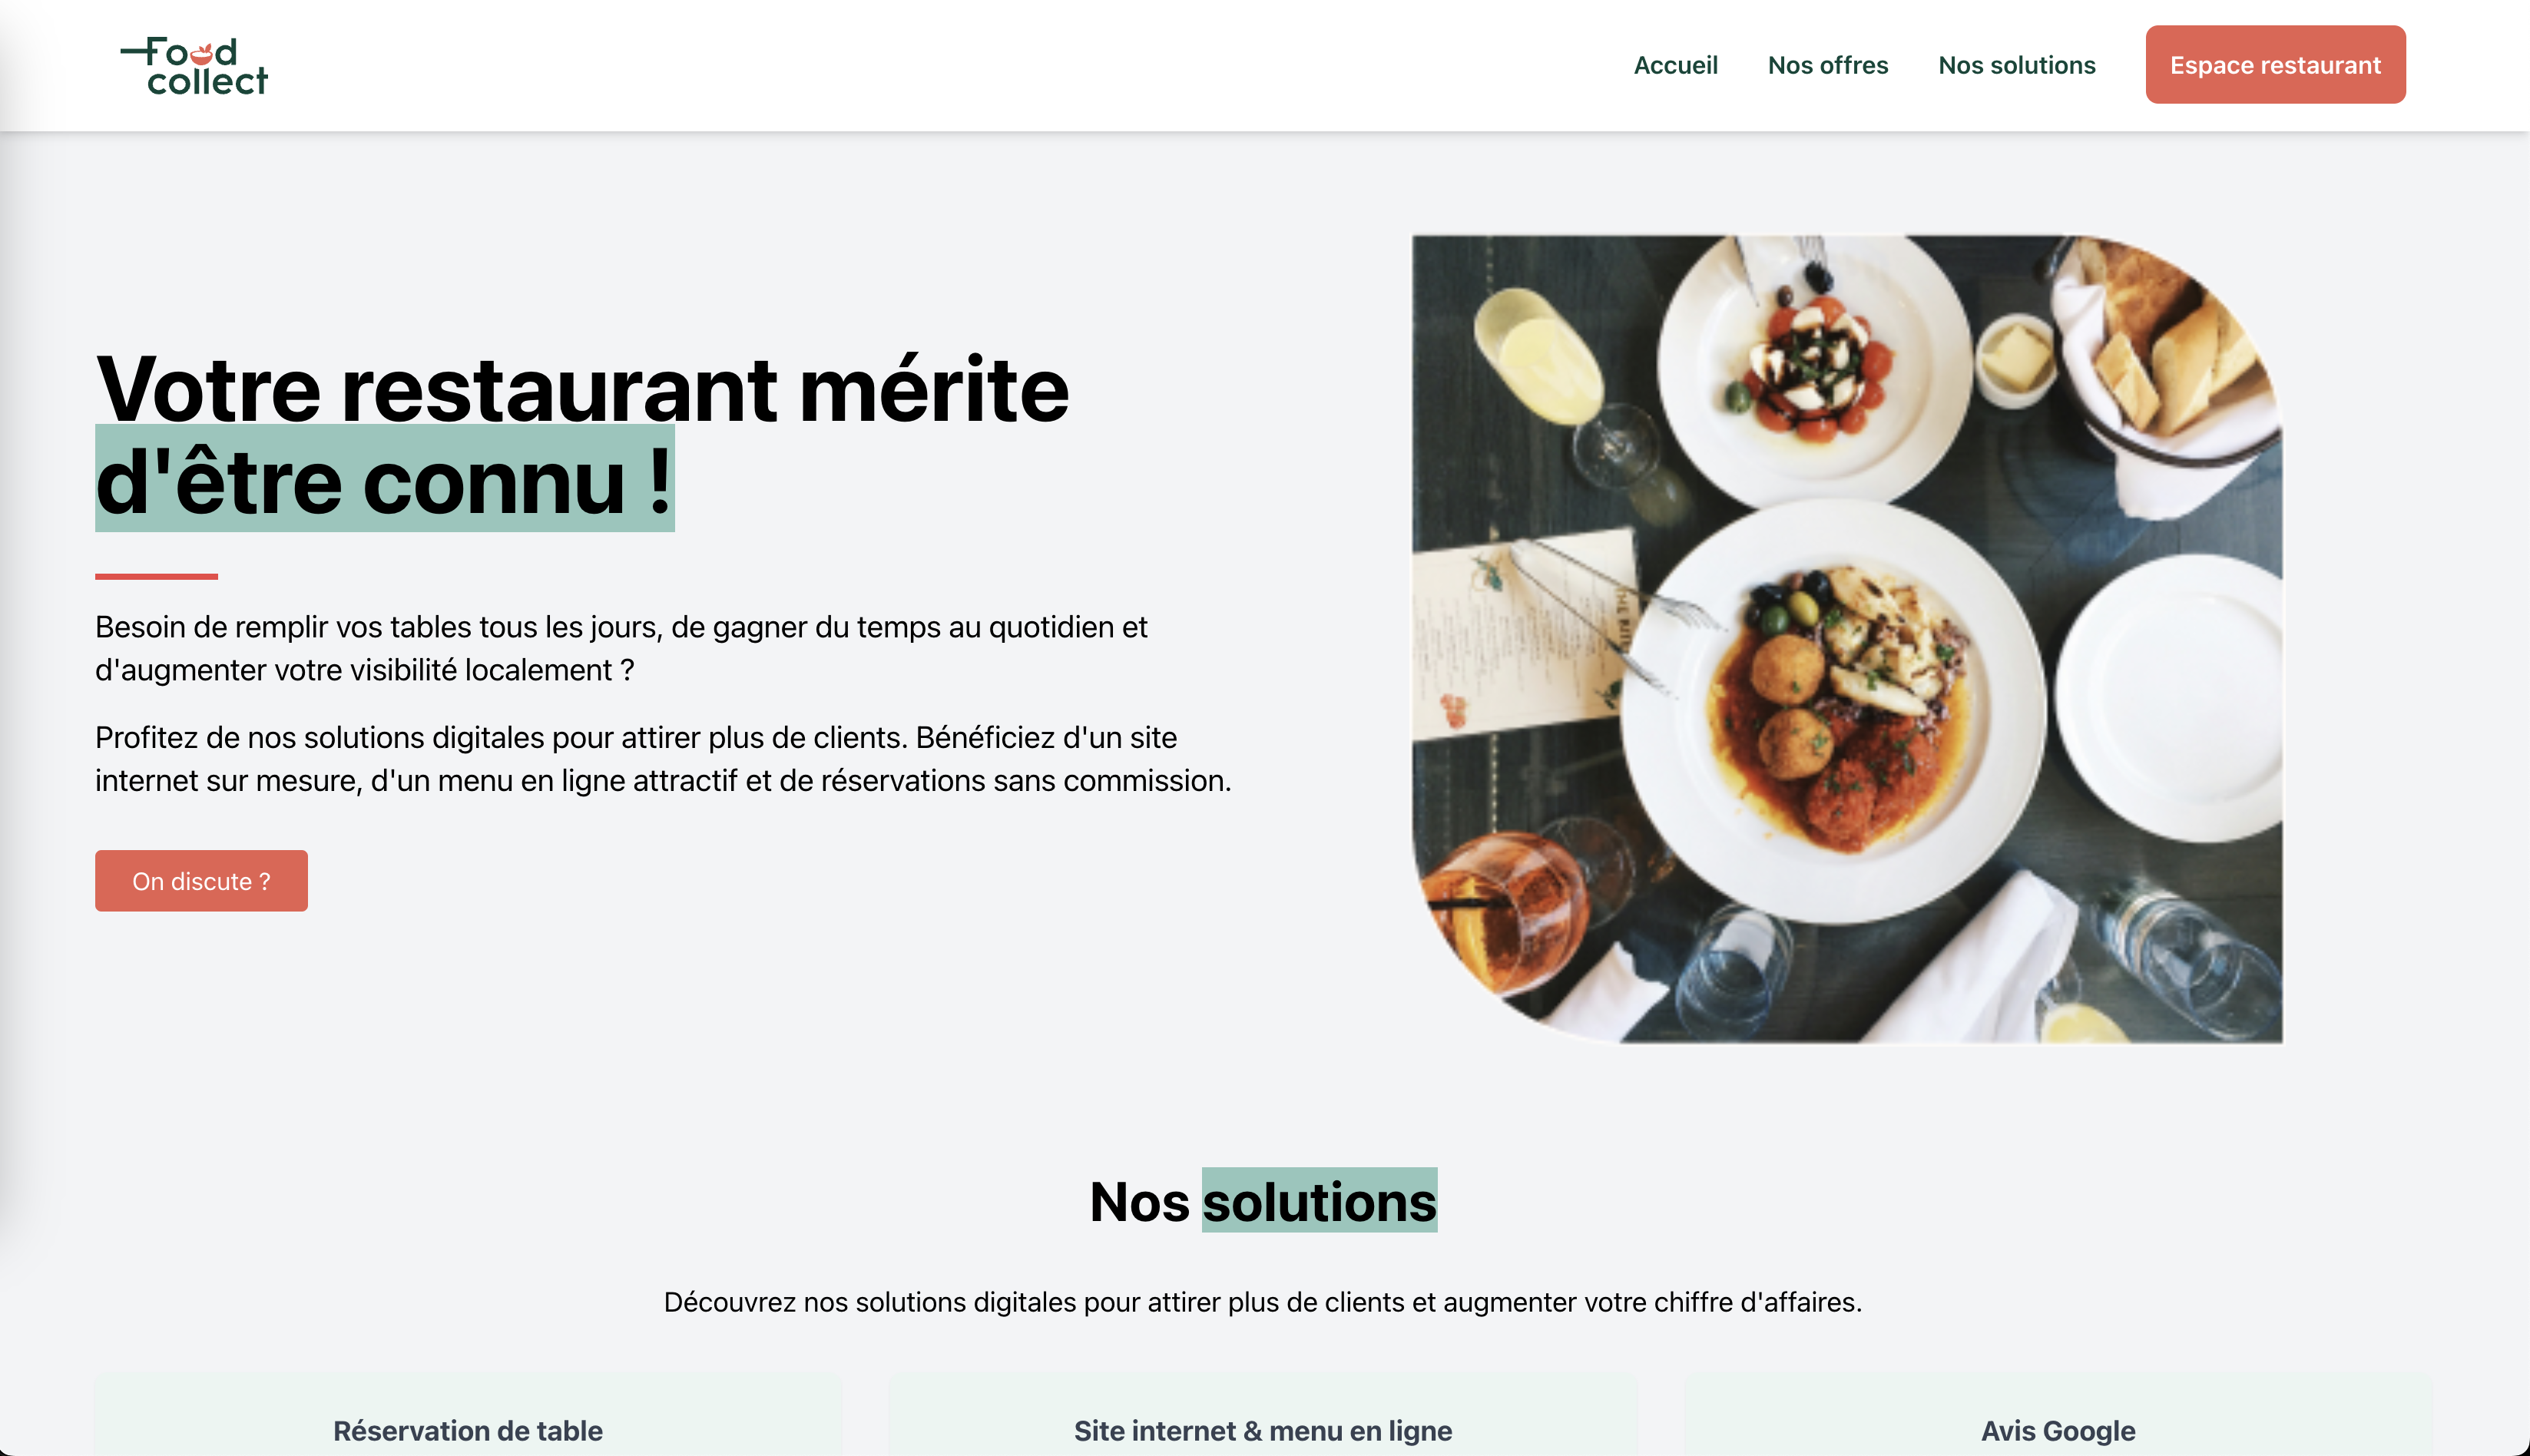 Food
collect
Accueil
Nos offres
Nos solutions
Espace restaurant
Votre restaurant mérite
d'être connu !
Besoin de remplir vos tables tous les jours, de gagner du temps au quotidien et
d'augmenter votre visibilité localement ?
Profitez de nos solutions digitales pour attirer plus de clients. Bénéficiez d'un site
internet sur mesure, d'un menu en ligne attractif et de réservations sans commission.
On discute ?
Nos solutions
Découvrez nos solutions digitales pour attirer plus de clients et augmenter votre chiffre d'affaires.
Réservation de table
Site internet & menu en ligne
Avis Google